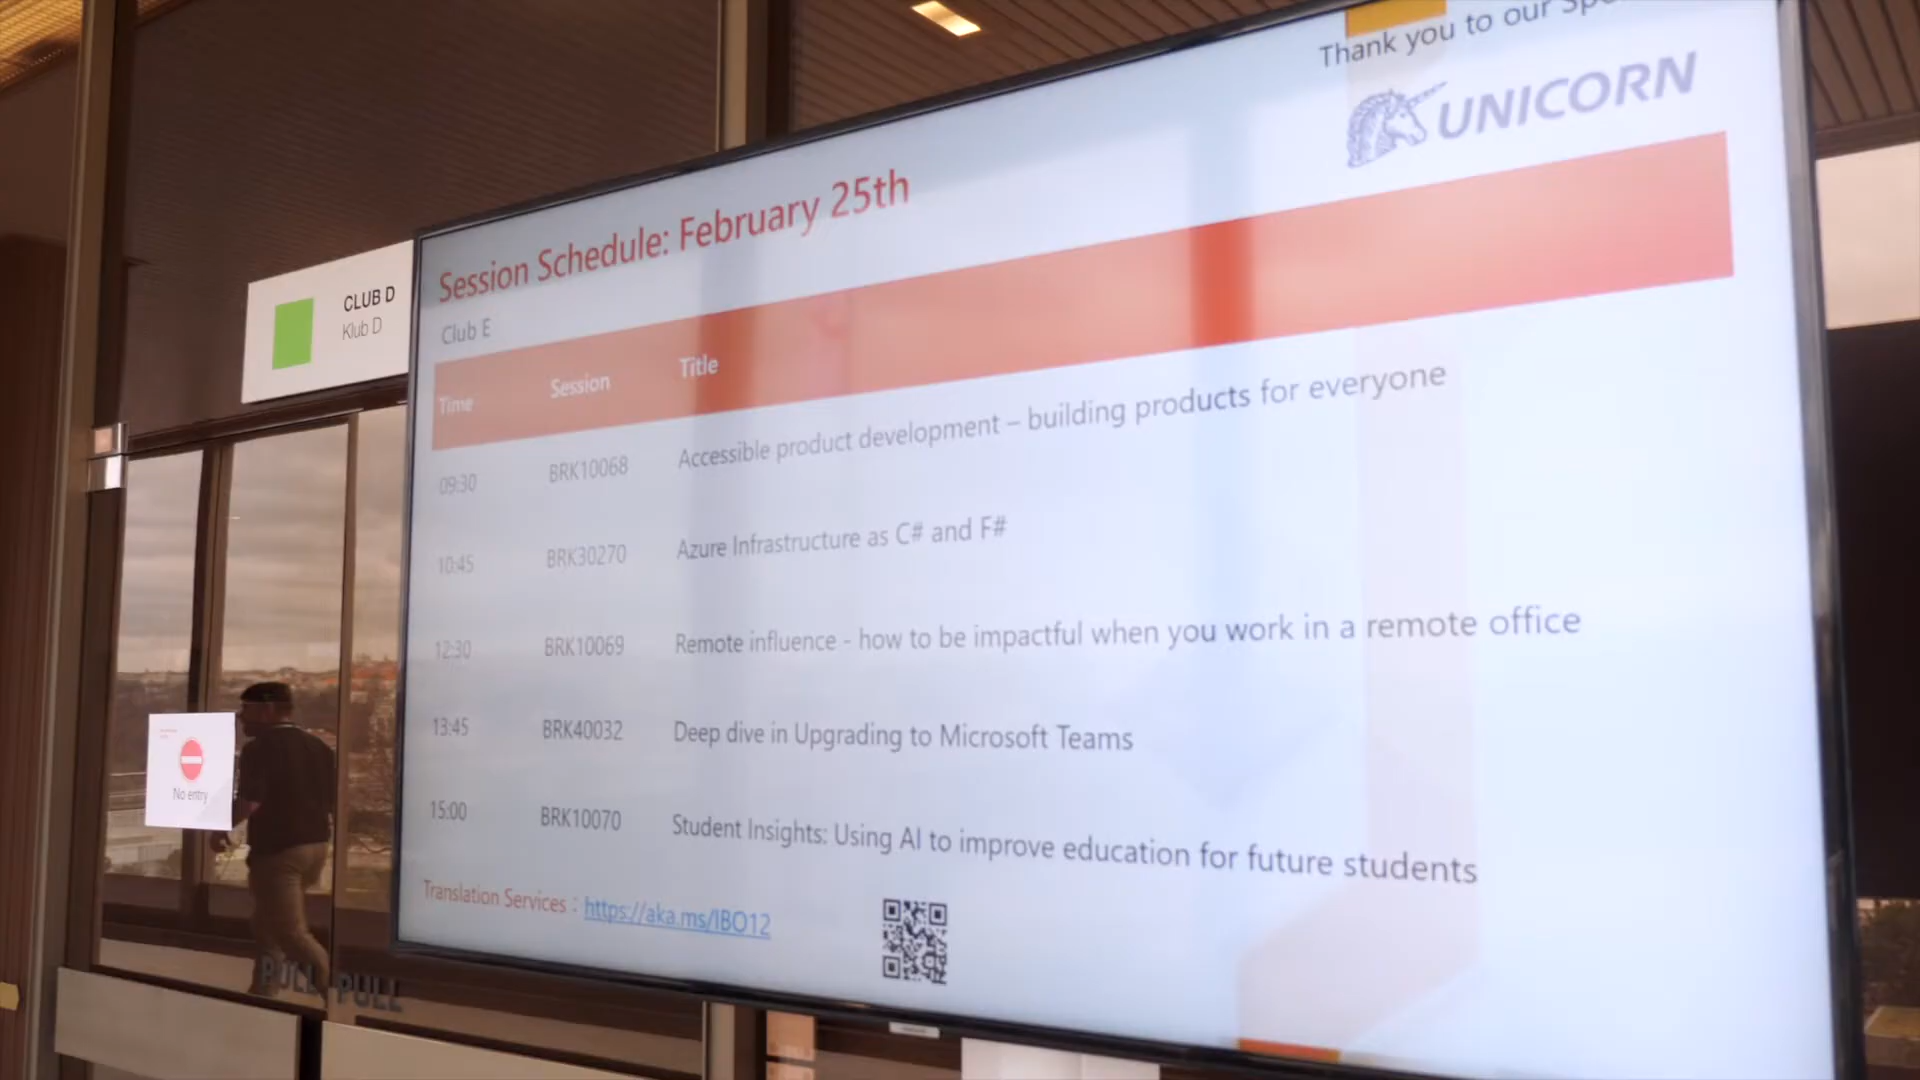 Thank you to our
UNICORN
Session Schedule: February 25th
CLUB D
Klub D
Club E
Time Session Title
09:30 BRK10068 Accessible product development – building products for everyone
10:45 BRK30270 Azure Infrastructure as C# and F#
12:30 BRK10069 Remote influence - how to be impactful when you work in a remote office
13:45 BRK40032 Deep dive in Upgrading to Microsoft Teams
15:00 BRK10070 Student Insights: Using AI to improve education for future students
Translation Services : https://aka.ms/IBO12
No entry
PULL PULL